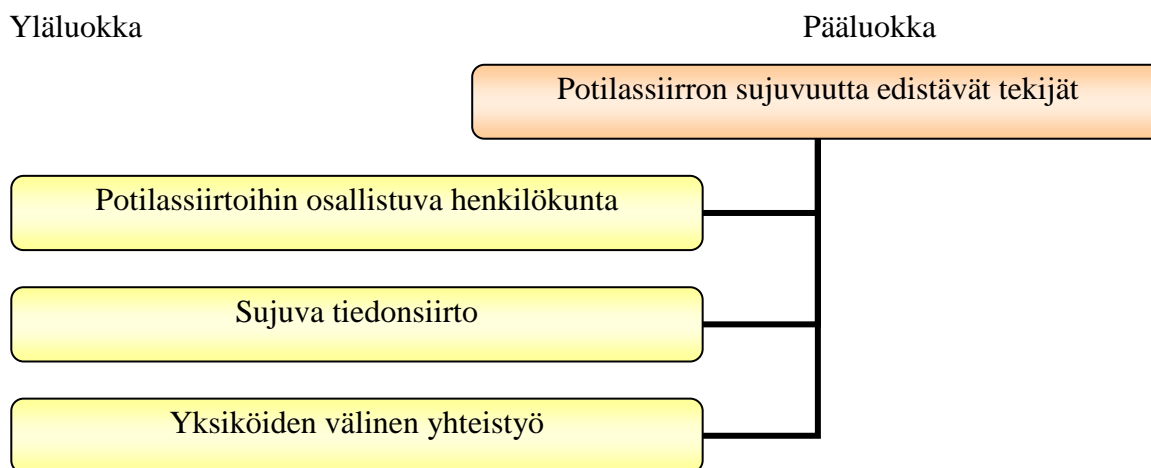 Yläluokka
Pääluokka
Potilassiirron sujuvuutta edistävät tekijät
Potilassiirtoihin osallistuva henkilökunta
Sujuva tiedonsiirto
Yksiköiden välinen yhteistyö